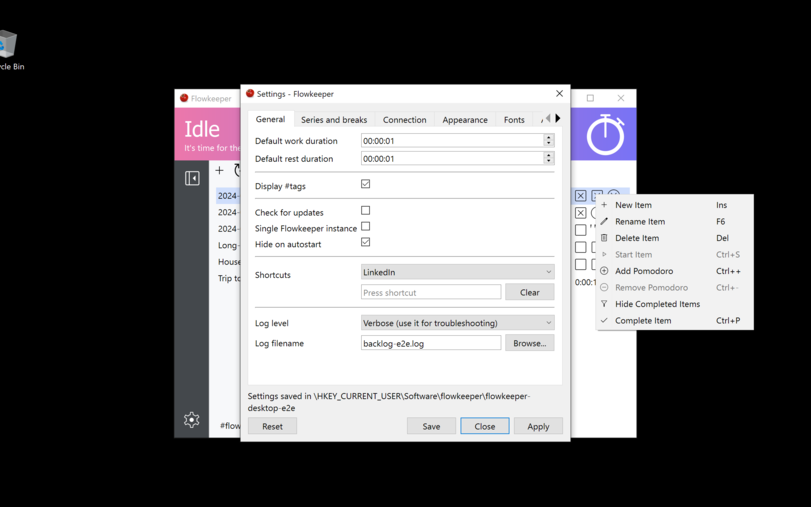 cle Bin
Flowkeeper
Idle
It's time for the
2024-
2024-
2024-
Long-
House
Trip to
#flow
0:00:1
Settings - Flowkeeper
General
Series and breaks
Connection
Appearance
Fonts
Default work duration
00:00:01
Default rest duration
00:00:01
Display #tags
Check for updates
Single Flowkeeper instance
Hide on autostart
Shortcuts
LinkedIn
Press shortcut
Clear
Log level
Verbose (use it for troubleshooting)
Log filename
backlog-e2e.log
Browse...
Settings saved in \HKEY_CURRENT_USER\Software\flowkeeper\flowkeeper-
desktop-e2e
Reset
Save
Close
Apply
New Item Ins
Rename Item F6
Delete Item Del
Start Item Ctrl+S
Add Pomodoro Ctrl++
Remove Pomodoro Ctrl+-
Hide Completed Items
Complete Item Ctrl+P